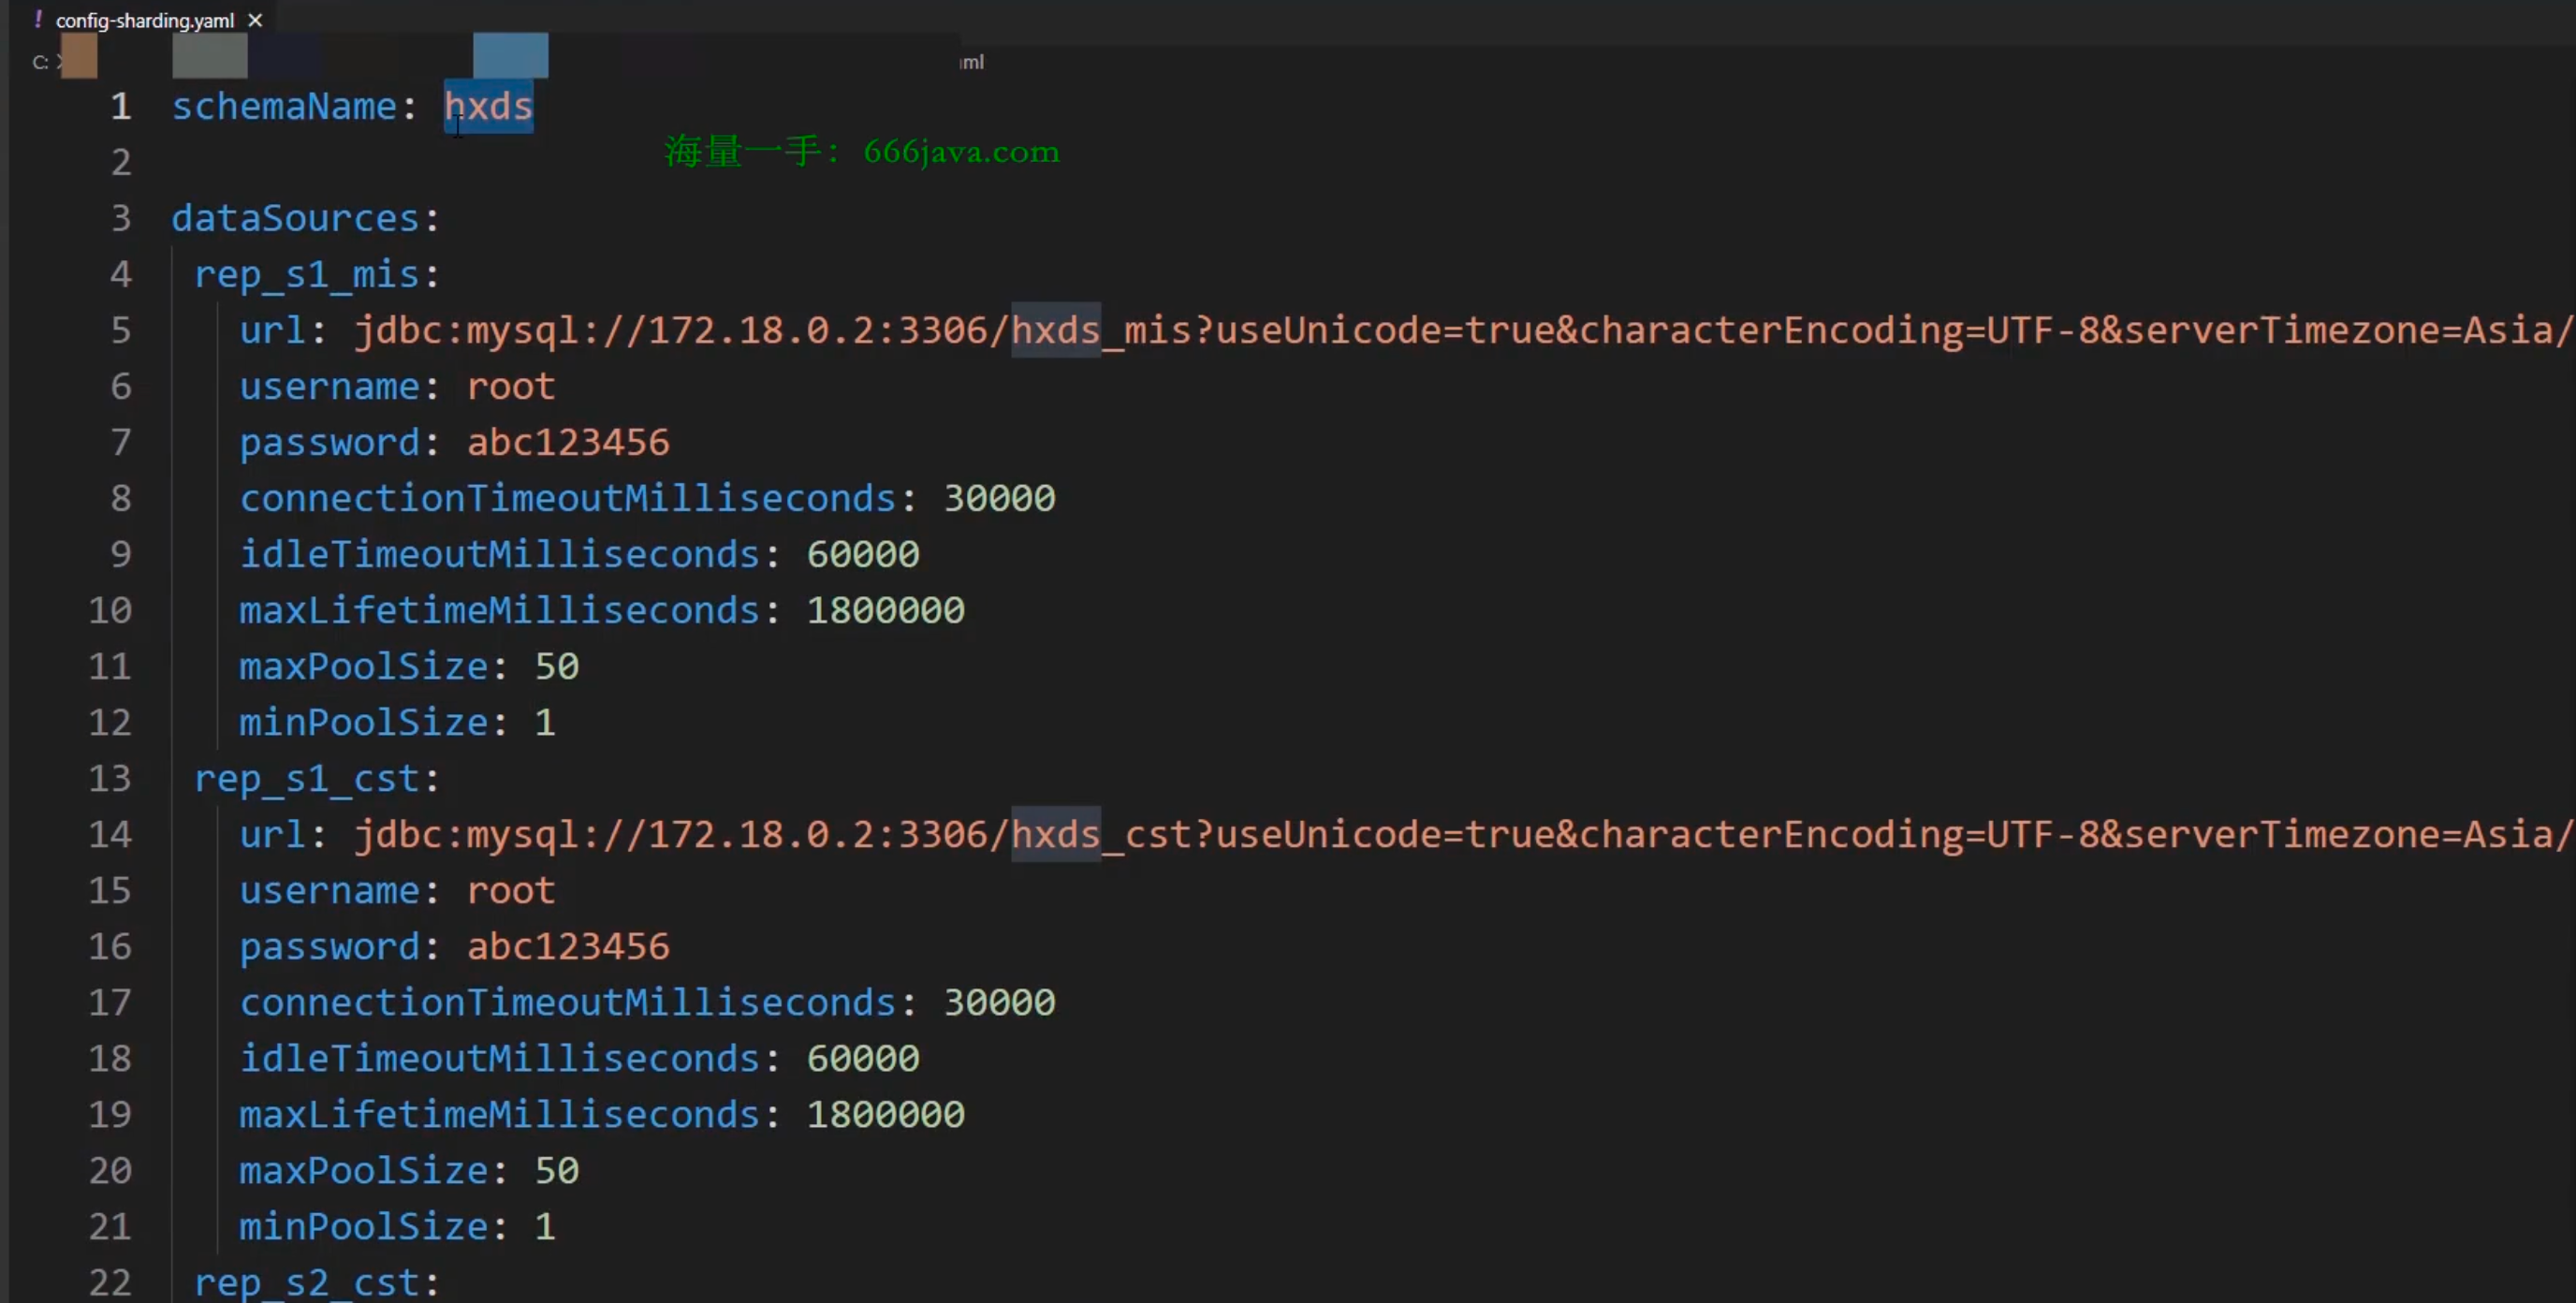 ! config-sharding.yaml ×
C: >
ml
1 schemaName: hxds
海量一手：666java.com
2
3 dataSources:
4 rep_s1_mis:
5 url: jdbc:mysql://172.18.0.2:3306/hxds_mis?useUnicode=true&characterEncoding=UTF-8&serverTimezone=Asia/
6 username: root
7 password: abc123456
8 connectionTimeoutMilliseconds: 30000
9 idleTimeoutMilliseconds: 60000
10 maxLifetimeMilliseconds: 1800000
11 maxPoolSize: 50
12 minPoolSize: 1
13 rep_s1_cst:
14 url: jdbc:mysql://172.18.0.2:3306/hxds_cst?useUnicode=true&characterEncoding=UTF-8&serverTimezone=Asia/
15 username: root
16 password: abc123456
17 connectionTimeoutMilliseconds: 30000
18 idleTimeoutMilliseconds: 60000
19 maxLifetimeMilliseconds: 1800000
20 maxPoolSize: 50
21 minPoolSize: 1
22 rep_s2_cst: